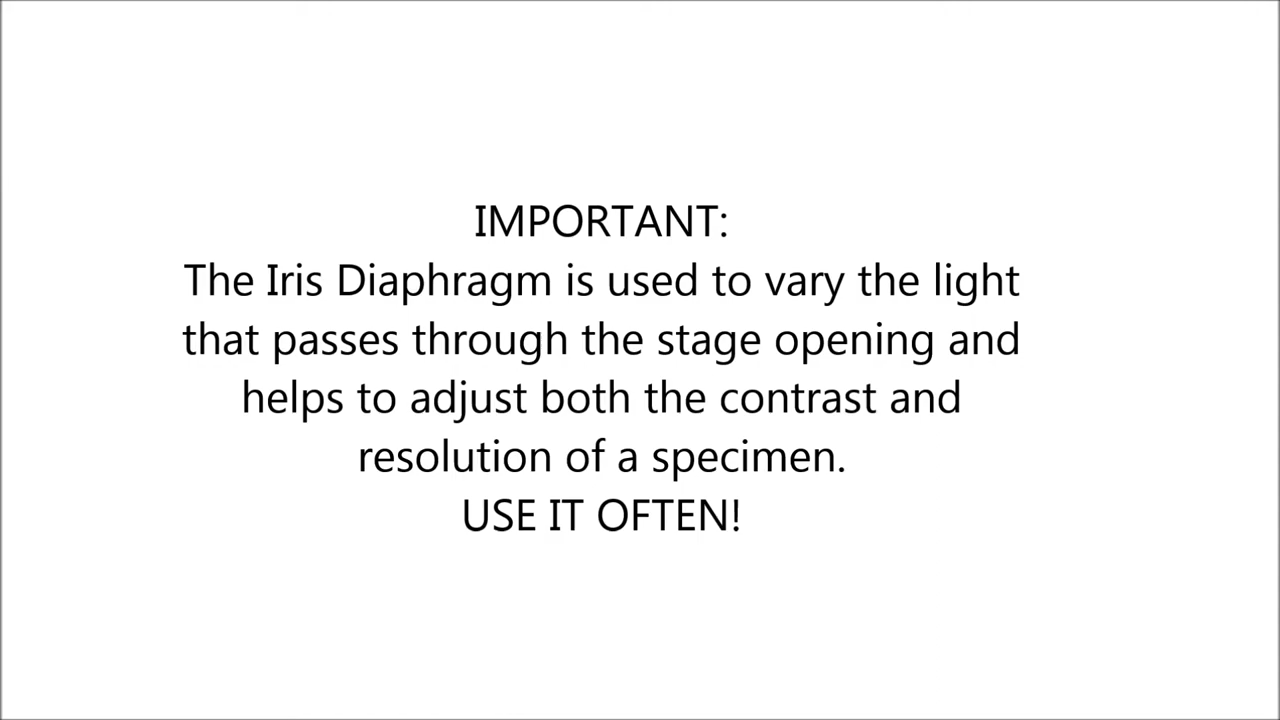 IMPORTANT:
The Iris Diaphragm is used to vary the light
that passes through the stage opening and
helps to adjust both the contrast and
resolution of a specimen.
USE IT OFTEN!